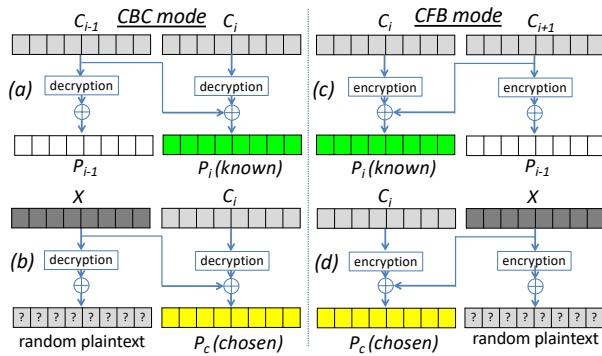 CBC mode
CFB mode
C_{i-1} C_i C_i C_{i+1}
(a) decryption decryption (c) encryption encryption
P_{i-1} P_i (known) P_i (known) P_{i-1}
X C_i C_i X
(b) decryption decryption (d) encryption encryption
? ? ? ? ? ? ? ? ? ? ? ? ? ? ? ?
random plaintext P_c (chosen) P_c (chosen) random plaintext